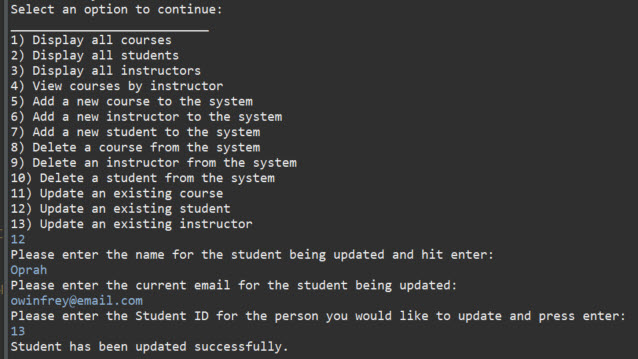 Select an option to continue:
___________________________
1) Display all courses
2) Display all students
3) Display all instructors
4) View courses by instructor
5) Add a new course to the system
6) Add a new instructor to the system
7) Add a new student to the system
8) Delete a course from the system
9) Delete an instructor from the system
10) Delete a student from the system
11) Update an existing course
12) Update an existing student
13) Update an existing instructor
12
Please enter the name for the student being updated and hit enter:
Oprah
Please enter the current email for the student being updated:
owinfrey@email.com
Please enter the Student ID for the person you would like to update and press enter:
13
Student has been updated successfully.